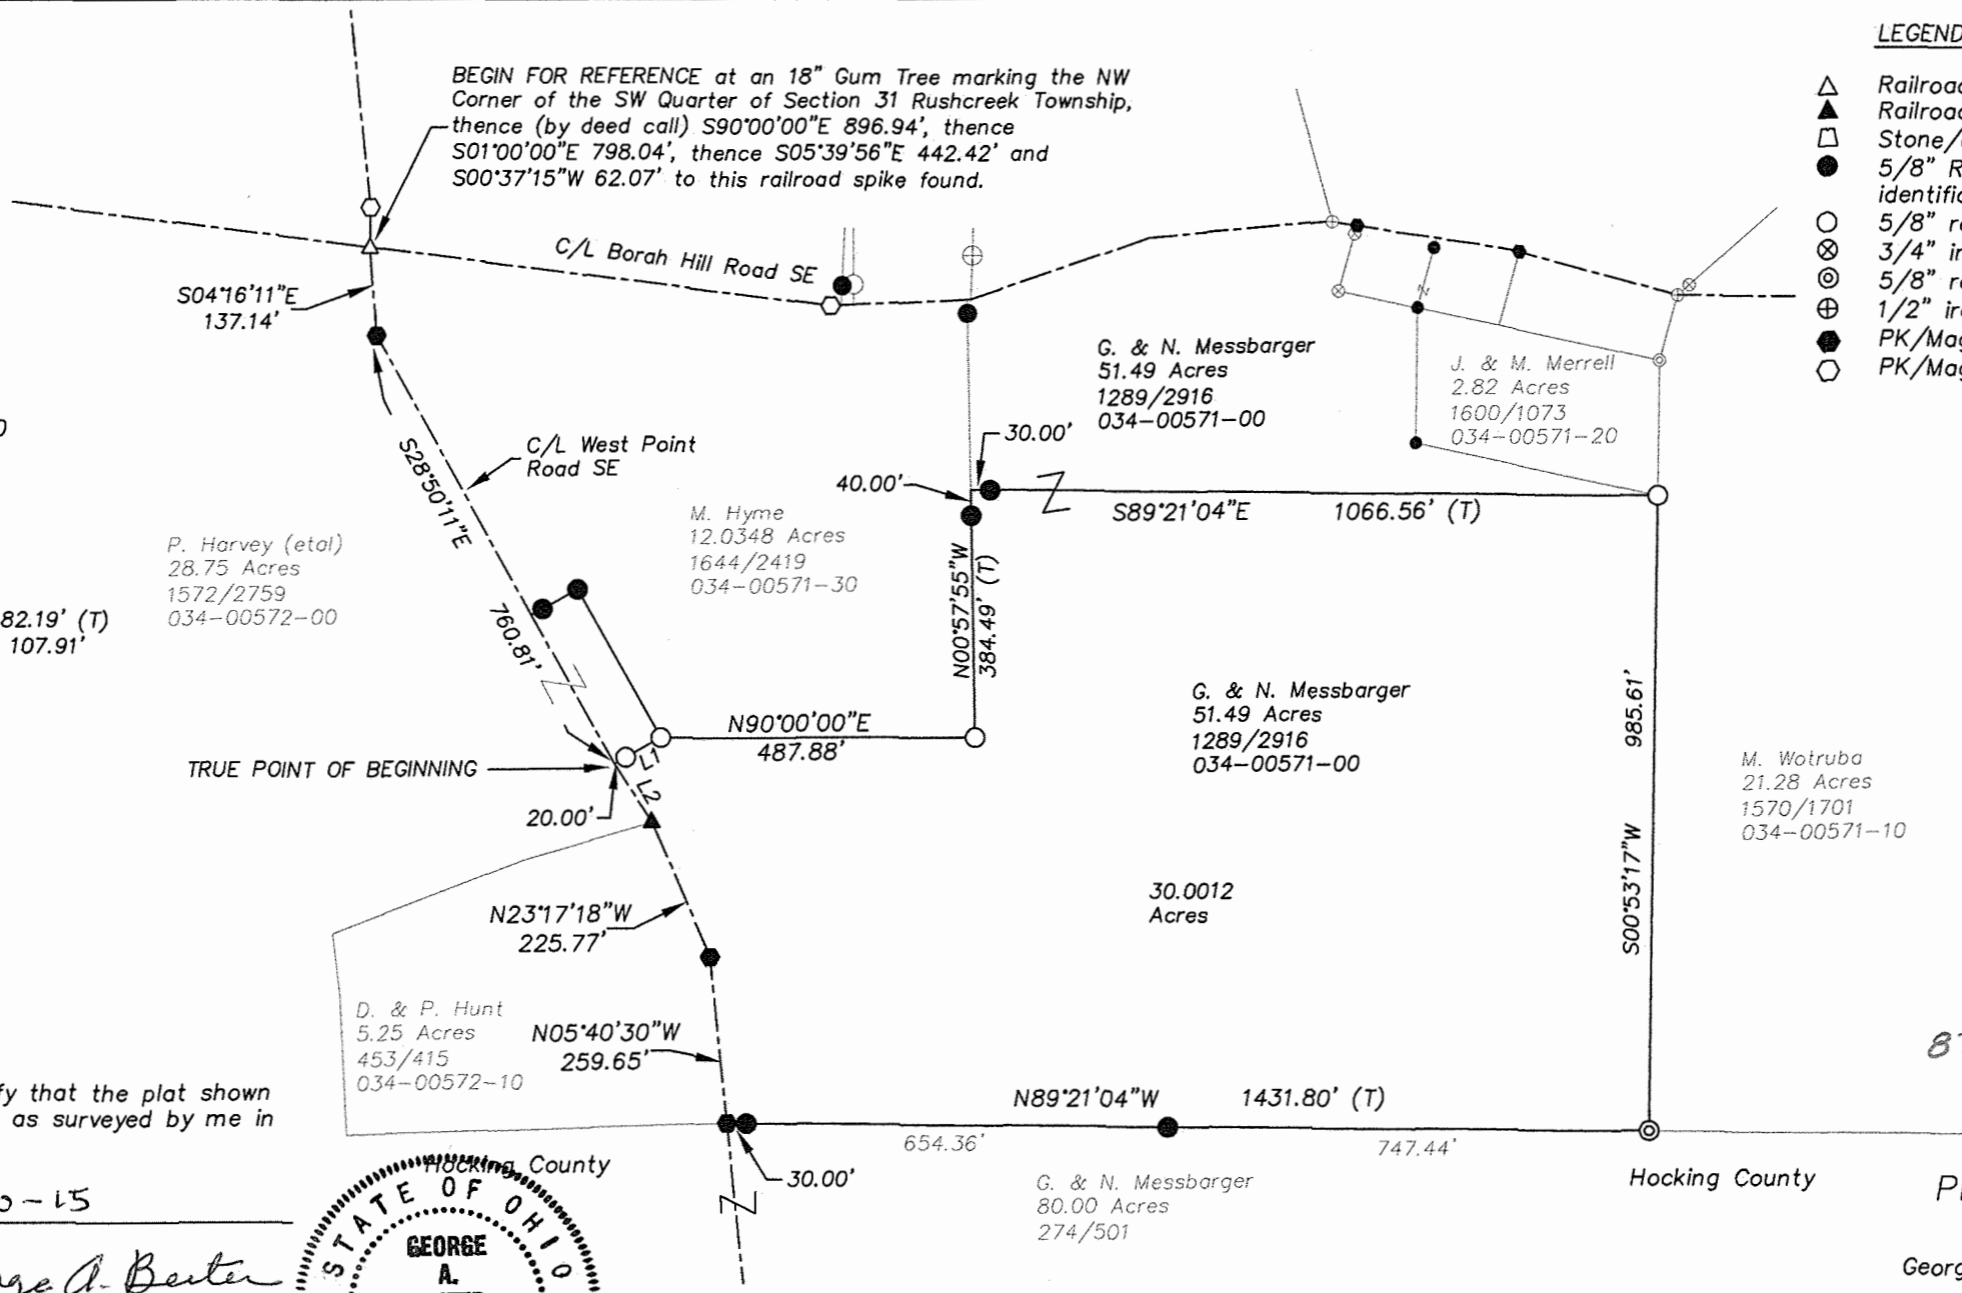 BEGIN FOR REFERENCE at an 18" Gum Tree marking the NW
Corner of the SW Quarter of Section 31 Rushcreek Township,
thence (by deed call) S90°00'00"E 896.94', thence
S01°00'00"E 798.04', thence S05°39'56"E 442.42' and
S00°37'15"W 62.07' to this railroad spike found.
LEGEND
Railroad
Railroad
Stone/
5/8" R
identific
5/8" r
3/4" i
5/8" r
1/2" ir
PK/Mag
PK/Mag
C/L Borah Hill Road SE
S04°16'11"E
137.14'
G. & N. Messbarger
51.49 Acres
1289/2916
034-00571-00
J. & M. Merrell
2.82 Acres
1600/1073
034-00571-20
30.00'
40.00'
C/L West Point
Road SE
S28°50'11"E
760.81'
S89°21'04"E 1066.56' (T)
M. Hyme
12.0348 Acres
1644/2419
034-00571-30
P. Harvey (etal)
28.75 Acres
1572/2759
034-00572-00
82.19' (T)
107.91'
N00°57'55"W
384.49' (T)
N90°00'00"E
487.88'
TRUE POINT OF BEGINNING
L2
20.00'
G. & N. Messbarger
51.49 Acres
1289/2916
034-00571-00
985.61'
S00°53'17"W
M. Wotruba
21.28 Acres
1570/1701
034-00571-10
30.0012
Acres
N23°17'18"W
225.77'
D. & P. Hunt
5.25 Acres
453/415
034-00572-10
N05°40'30"W
259.65'
N89°21'04"W 1431.80' (T)
654.36'
747.44'
30.00'
fy that the plat shown
as surveyed by me in
Hocking County
Hocking County
G. & N. Messbarger
80.00 Acres
274/501
-15
STATE OF OHIO
GEORGE
A.
Georg